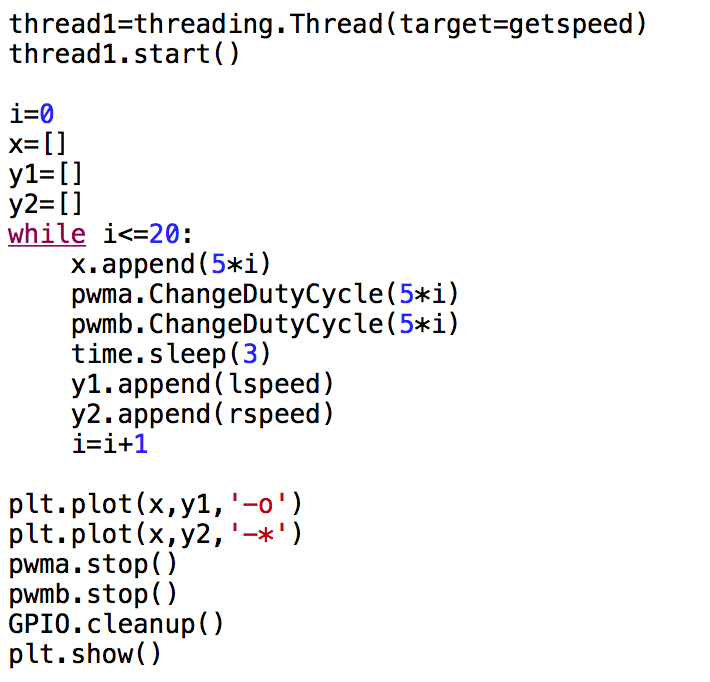 thread1=threading.Thread(target=getspeed)
thread1.start()

i=0
x=[]
y1=[]
y2=[]
while i<=20:
    x.append(5*i)
    pwma.ChangeDutyCycle(5*i)
    pwmb.ChangeDutyCycle(5*i)
    time.sleep(3)
    y1.append(lspeed)
    y2.append(rspeed)
    i=i+1

plt.plot(x,y1,'-o')
plt.plot(x,y2,'-*')
pwma.stop()
pwmb.stop()
GPIO.cleanup()
plt.show()